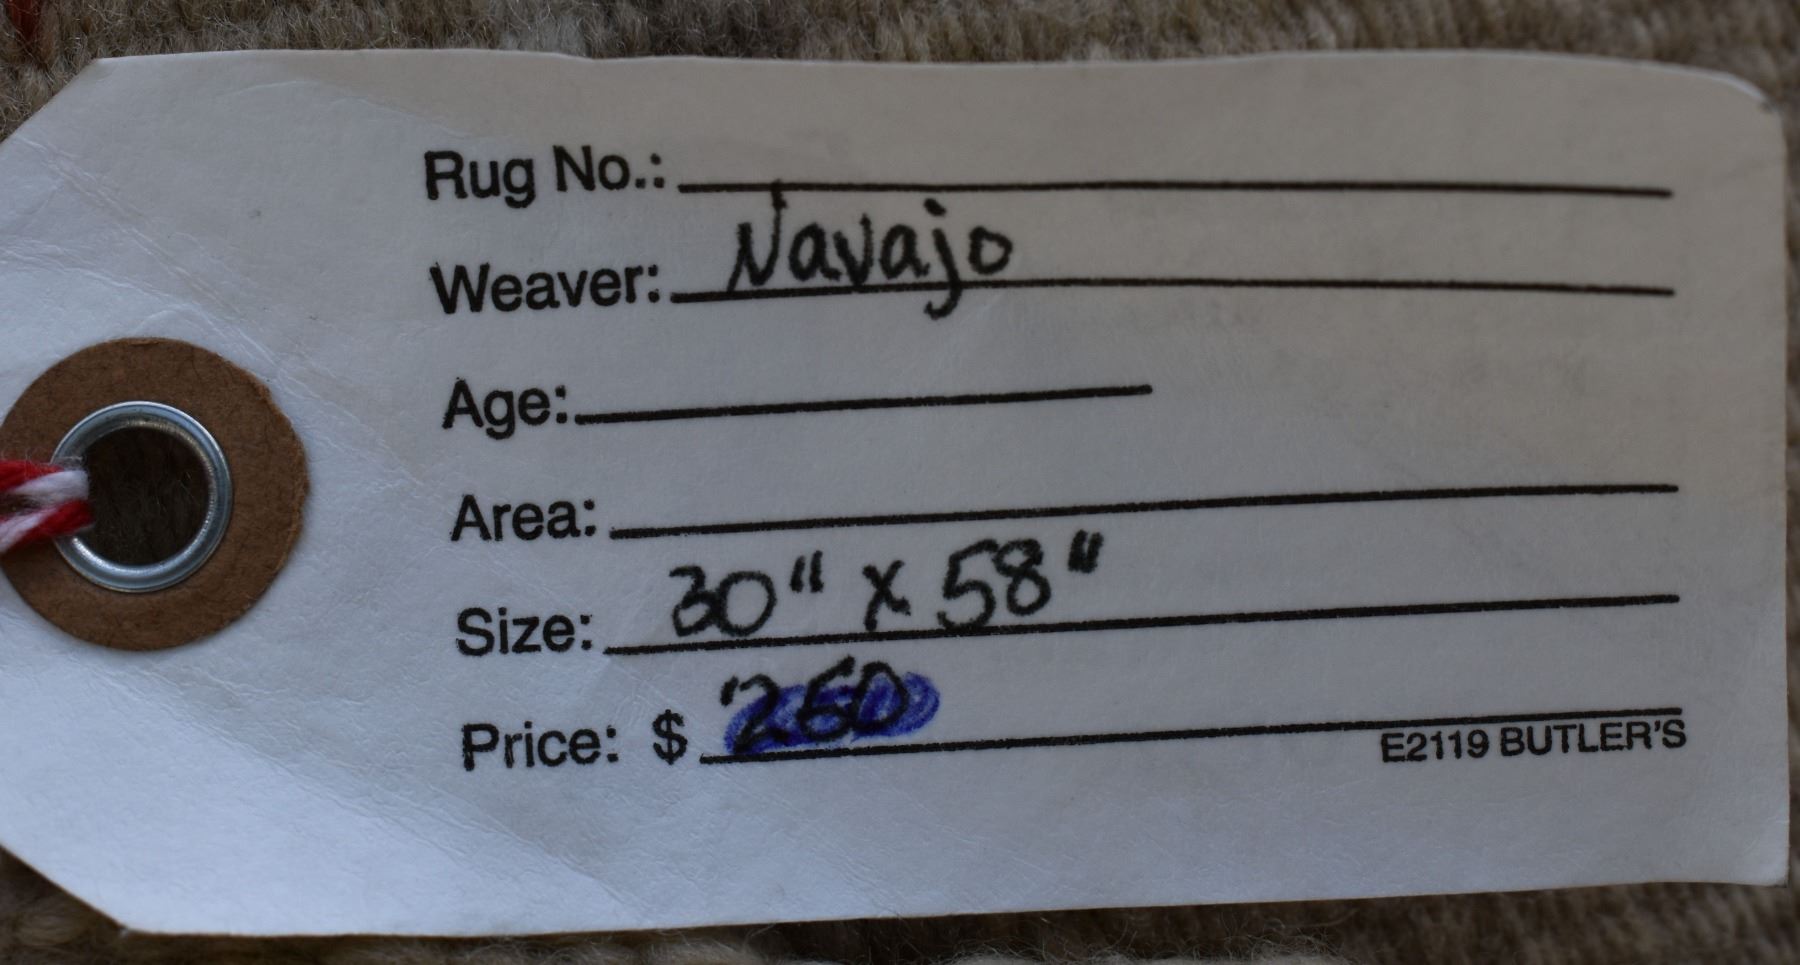 Rug No.:
Weaver: Navajo
Age:
Area:
Size: 30" x 58"
Price: $ 250
E2119 BUTLER'S